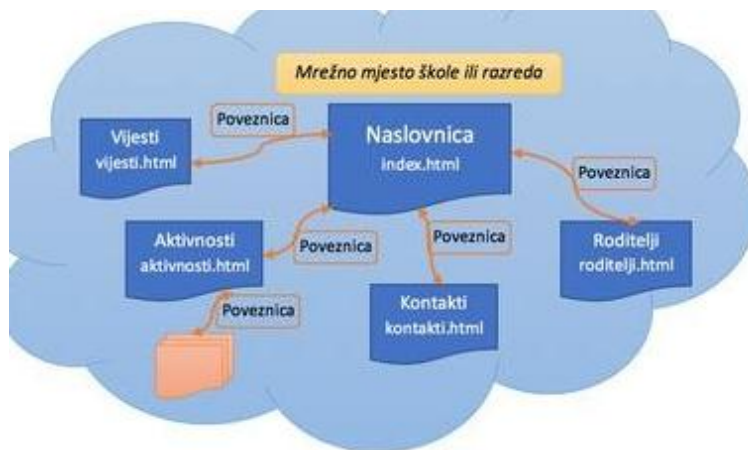 Mrežno mjesto škole ili razreda
Poveznica
Vijesti
vijesti.html
Naslovnica
index.html
Poveznica
Aktivnosti
aktivnosti.html
Poveznica
Poveznica
Roditelji
roditelji.html
Poveznica
Kontakti
kontakti.html